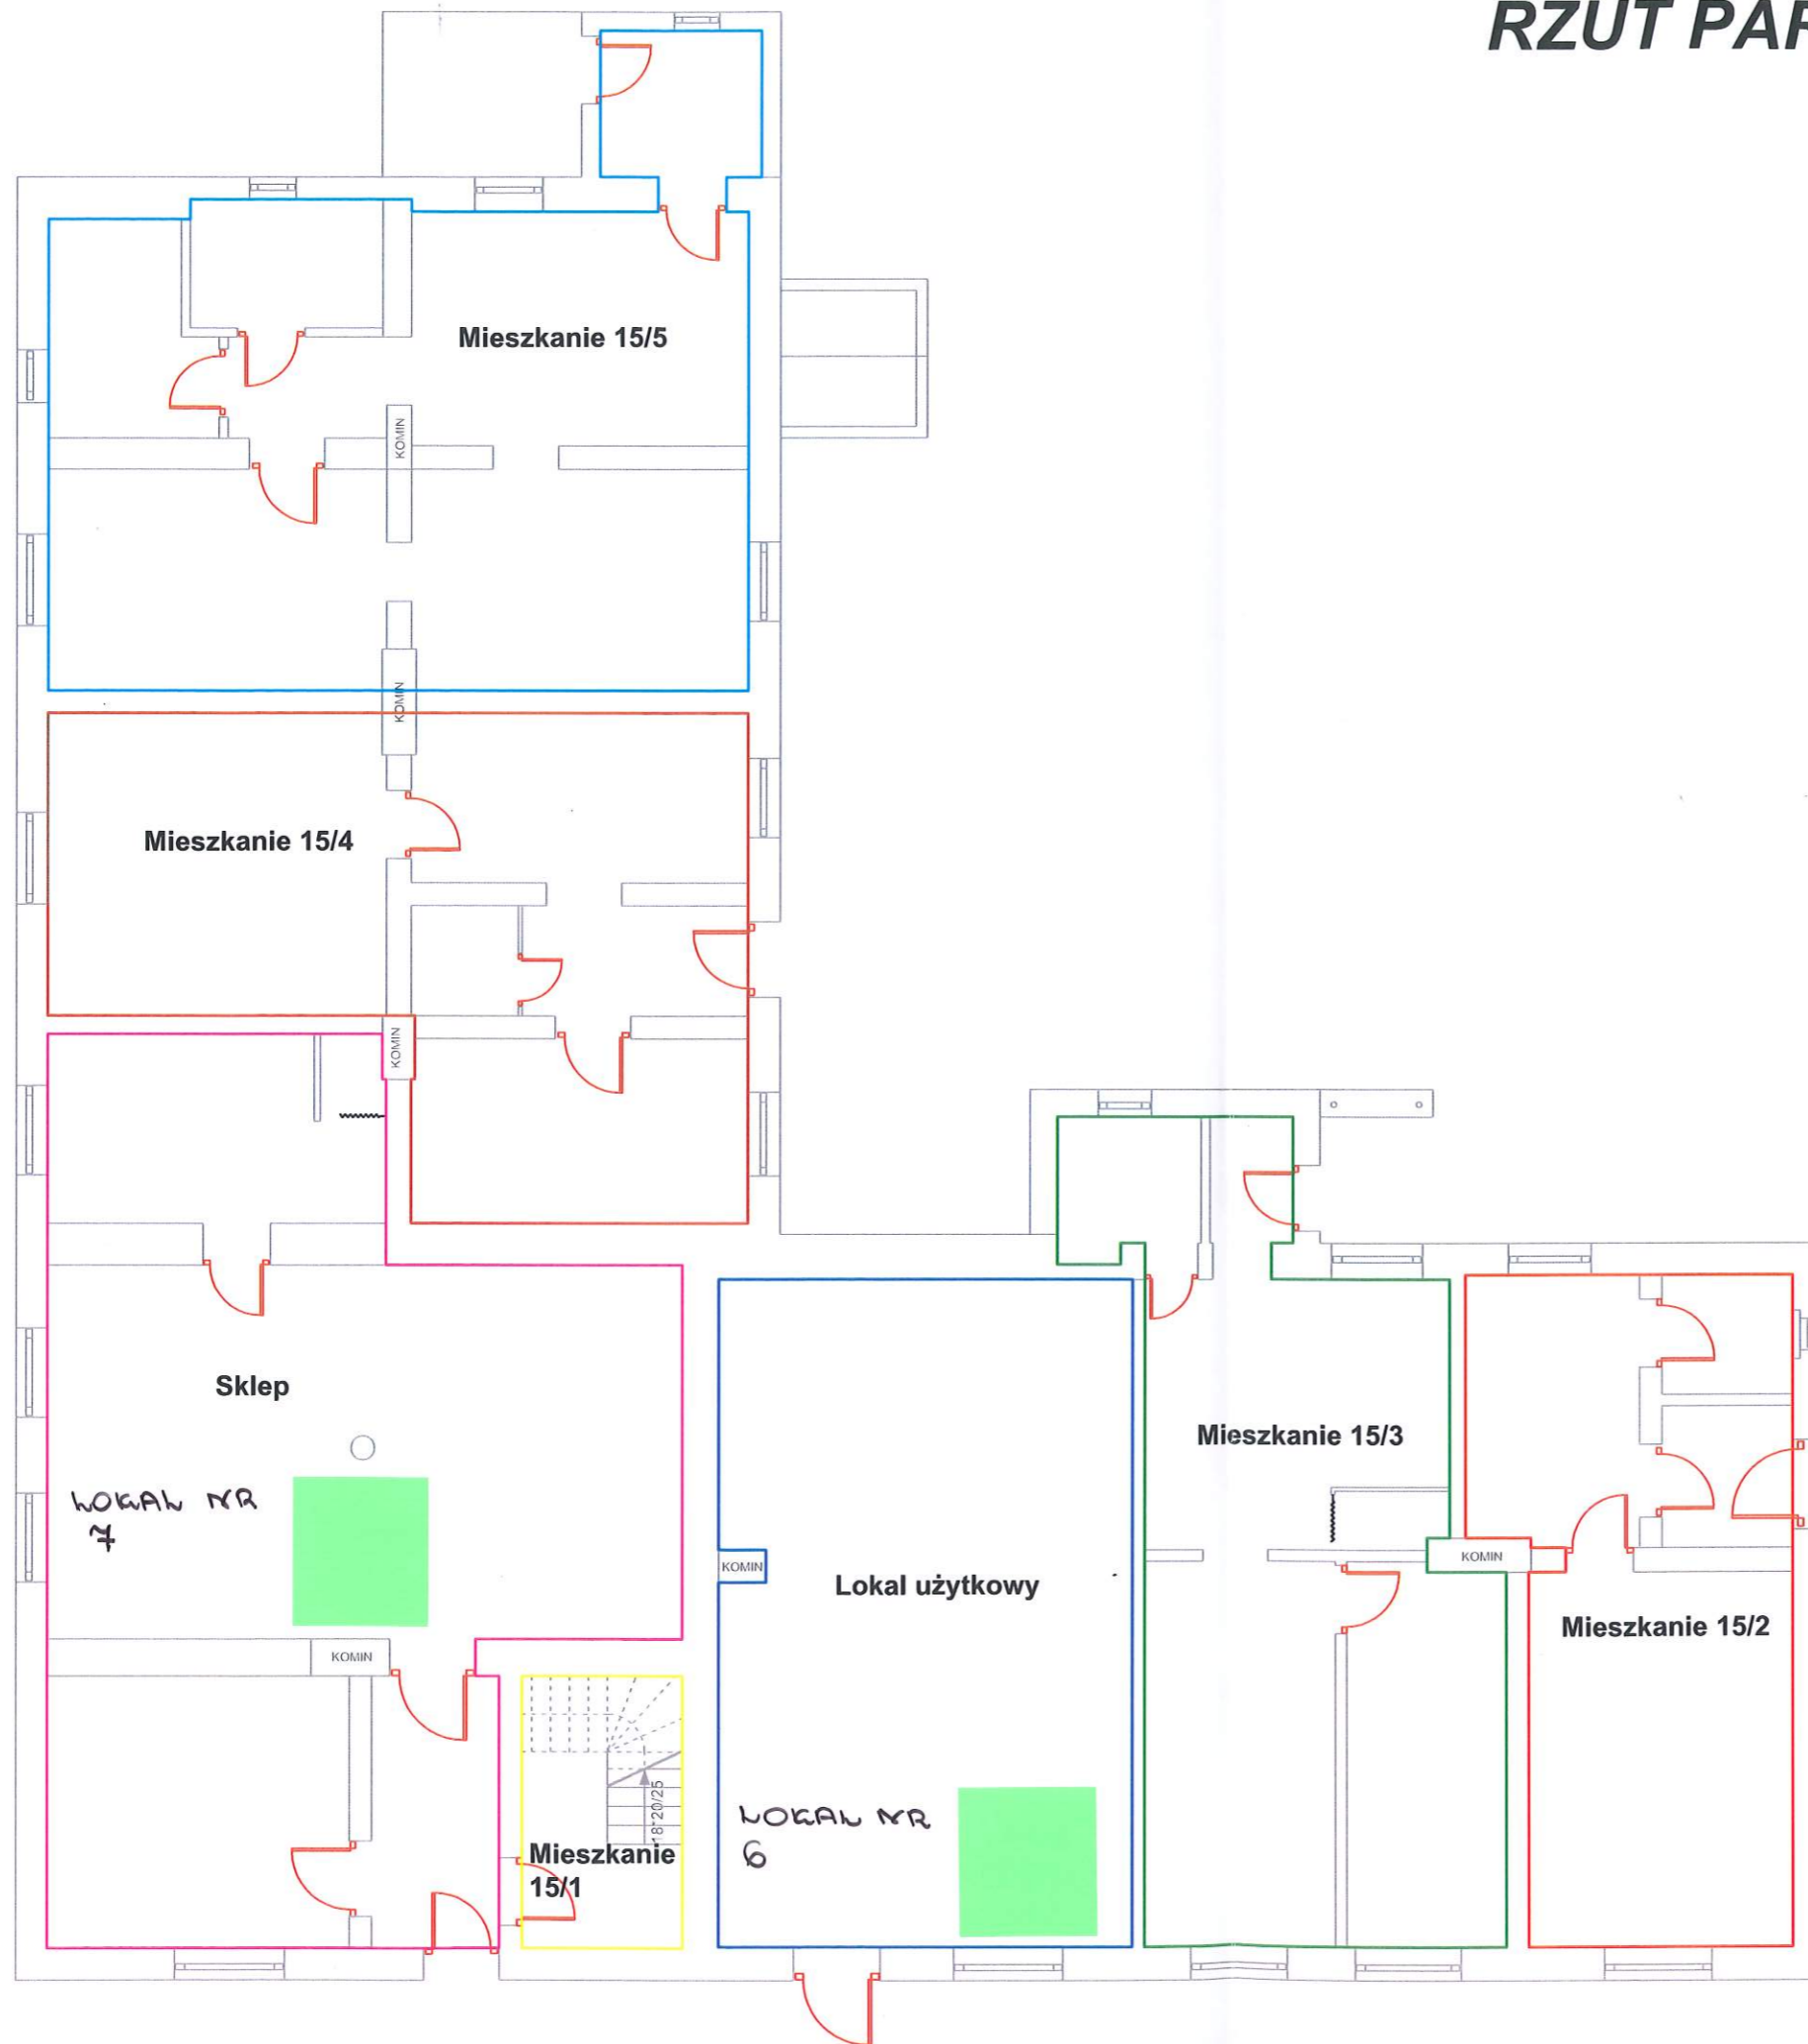 RZUT PAR
Mieszkanie 15/5
KOMIN
KOMIN
Mieszkanie 15/4
KOMIN
Sklep
Mieszkanie 15/3
LOKAL NR
7
KOMIN
KOMIN
Lokal użytkowy
Mieszkanie 15/2
KOMIN
18*20/25
LOKAL NR
6
Mieszkanie
15/1